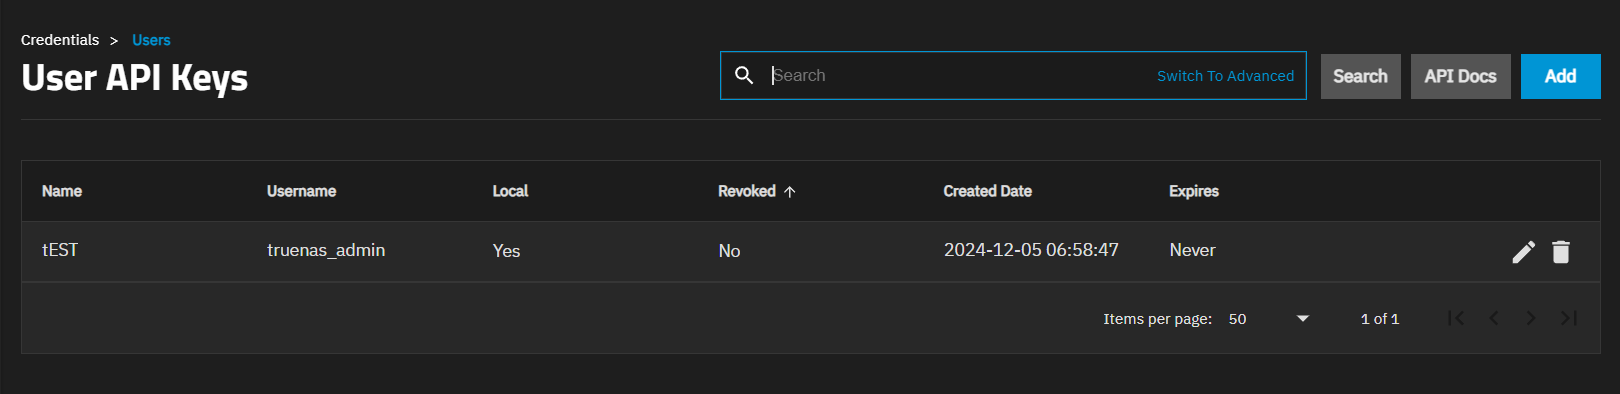 Credentials > Users
User API Keys
Search Switch To Advanced Search API Docs Add
Name Username Local Revoked Created Date Expires
tEST truenas_admin Yes No 2024-12-05 06:58:47 Never
Items per page: 50 1 of 1